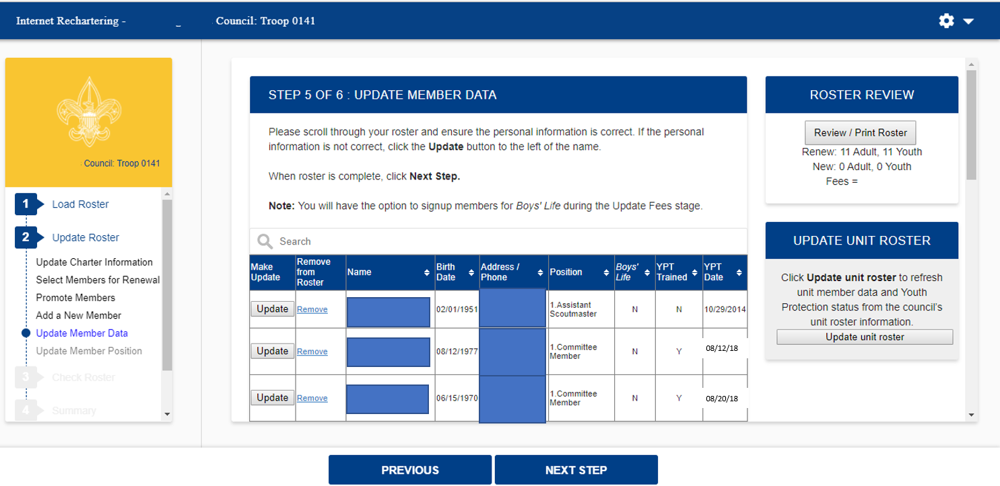 Internet Rechartering - _ Council: Troop 0141
Council: Troop 0141
1 Load Roster
2 Update Roster
Update Charter Information
Select Members for Renewal
Promote Members
Add a New Member
Update Member Data
Update Member Position
3 Check Roster
4 Summary
STEP 5 OF 6 : UPDATE MEMBER DATA
Please scroll through your roster and ensure the personal information is correct. If the personal
information is not correct, click the Update button to the left of the name.
When roster is complete, click Next Step.
Note: You will have the option to signup members for Boys' Life during the Update Fees stage.
Search
Make Update Remove from Roster Name Birth Date Address / Phone Position Boys' Life YPT Trained YPT Date
Update Remove 02/01/1951 1.Assistant Scoutmaster N N 10/29/2014
Update Remove 08/12/1977 1.Committee Member N Y 08/12/18
Update Remove 06/15/1970 1.Committee Member N Y 08/20/18
ROSTER REVIEW
Review / Print Roster
Renew: 11 Adult, 11 Youth
New: 0 Adult, 0 Youth
Fees =
UPDATE UNIT ROSTER
Click Update unit roster to refresh
unit member data and Youth
Protection status from the council's
unit roster information.
Update unit roster
PREVIOUS NEXT STEP